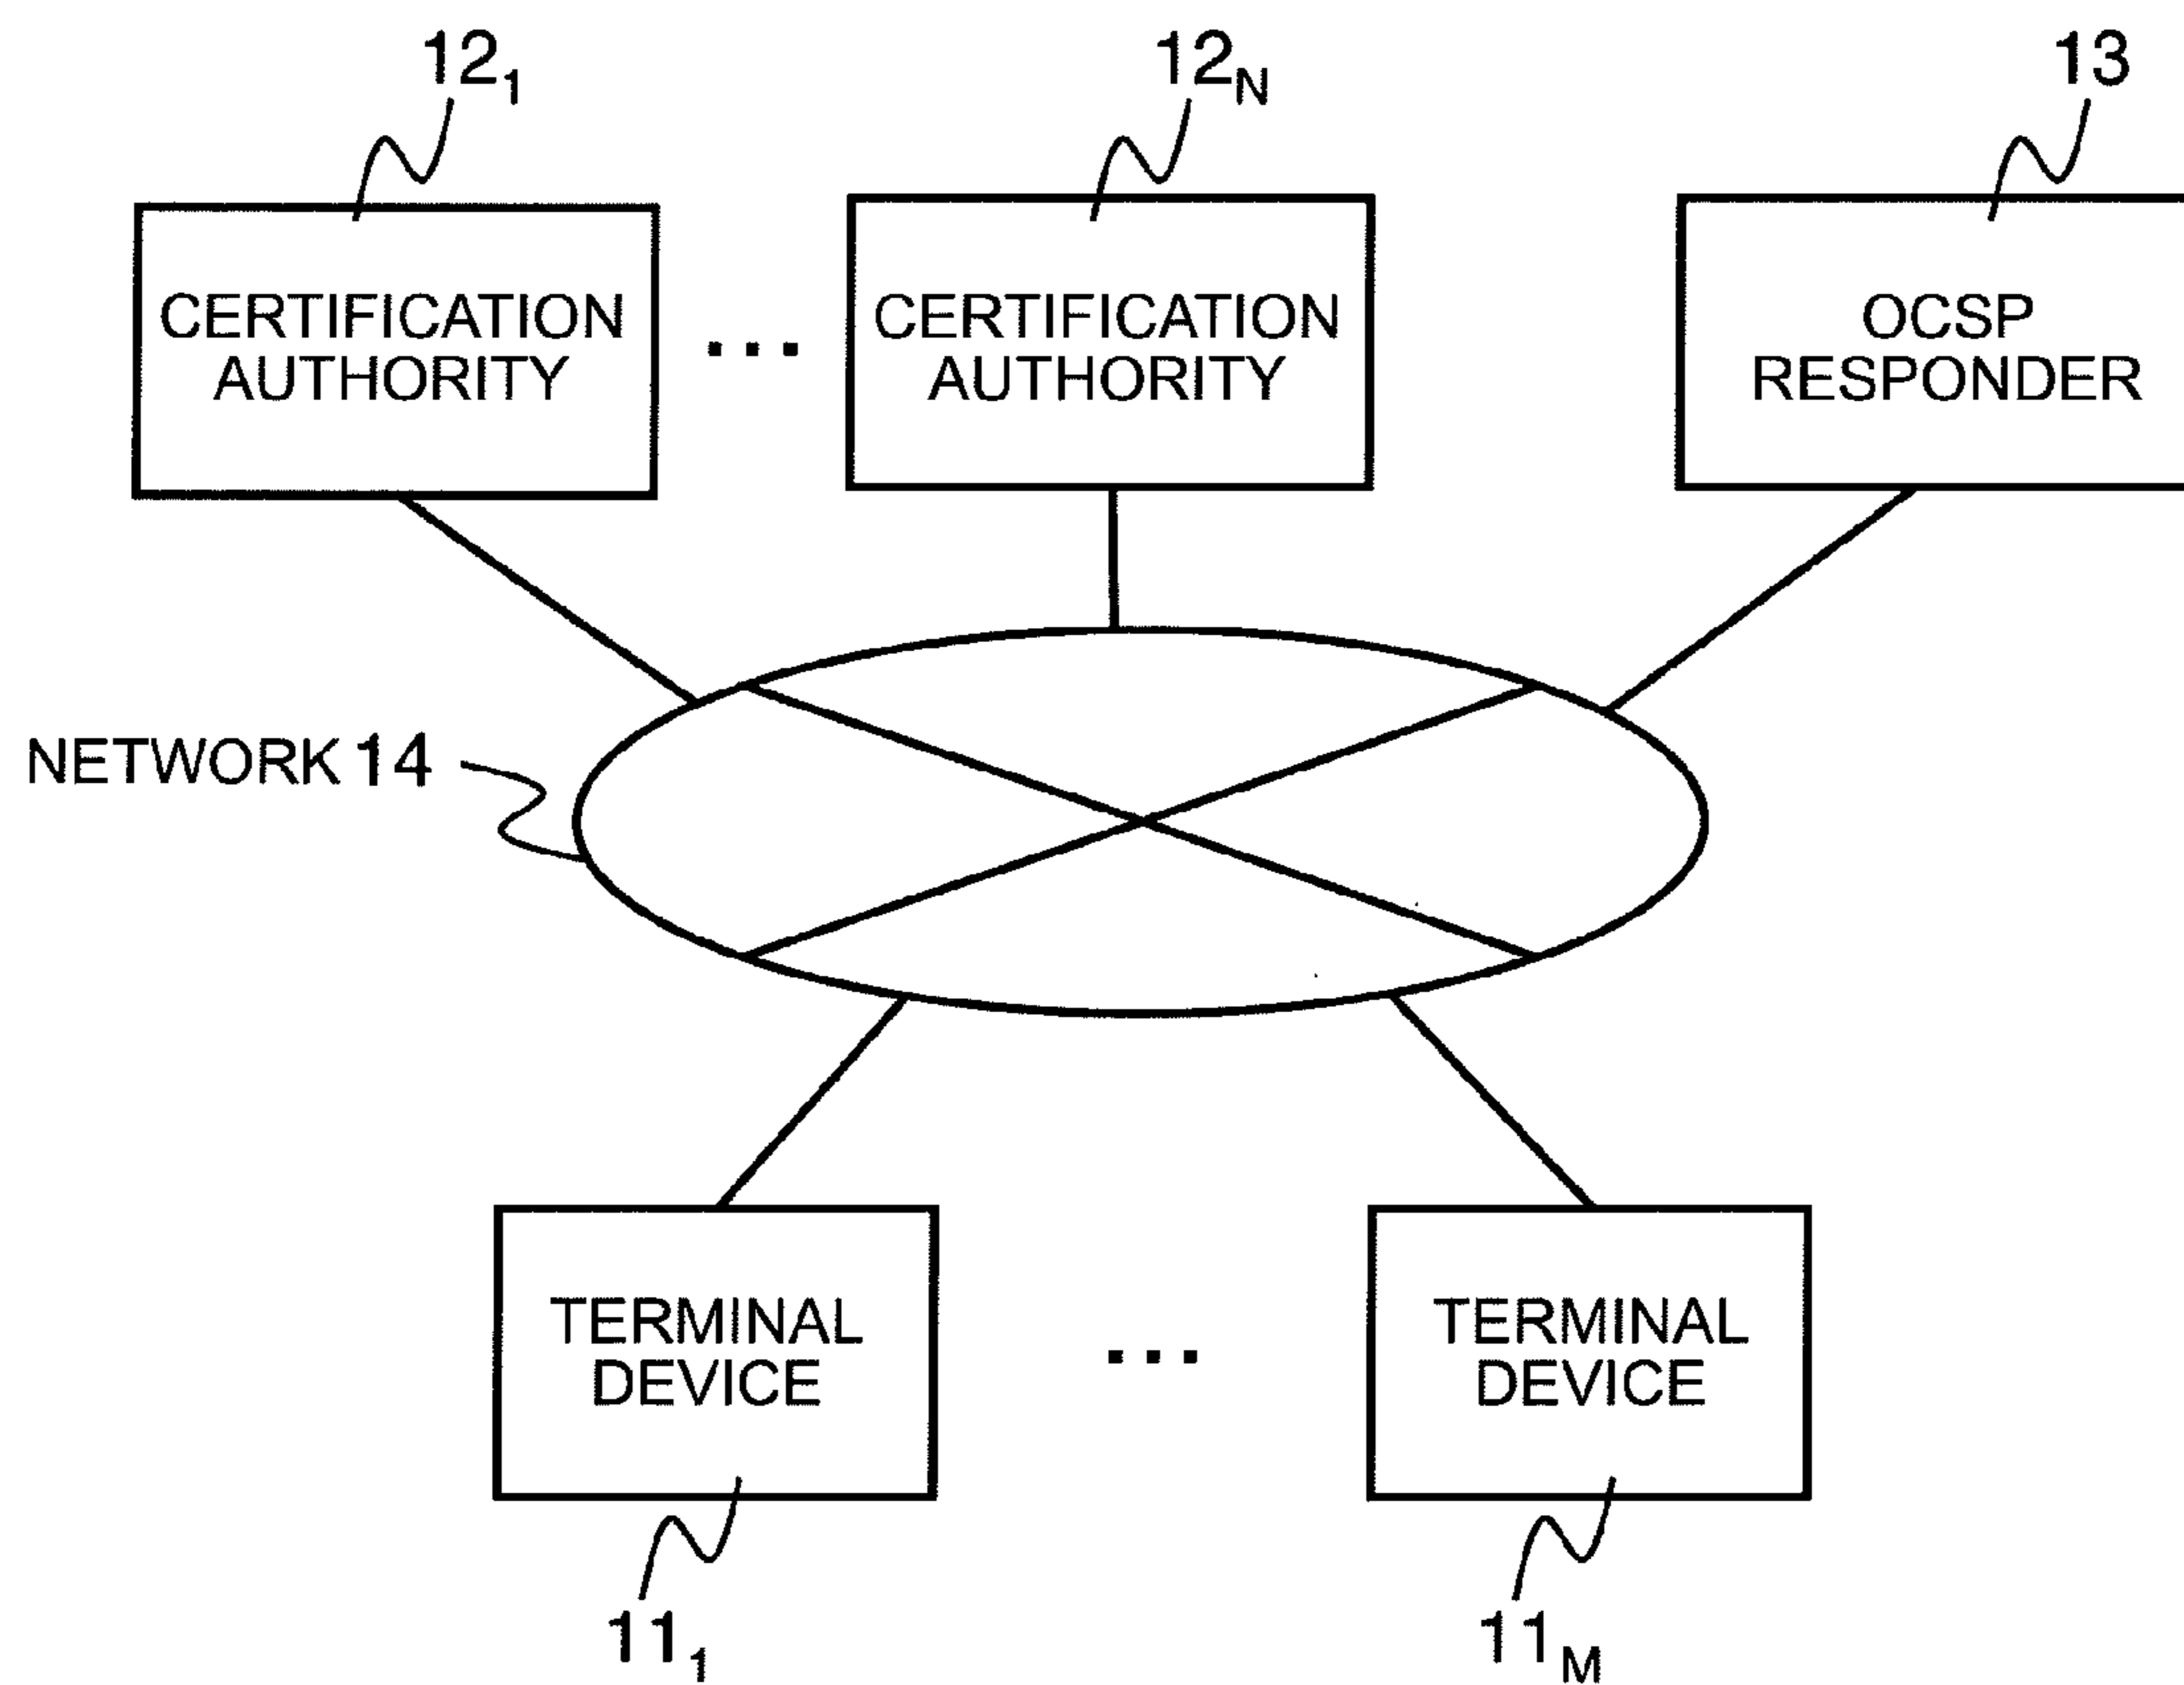 12₁
12N
13
CERTIFICATION
AUTHORITY
...
CERTIFICATION
AUTHORITY
OCSP
RESPONDER
NETWORK 14
TERMINAL
DEVICE
...
TERMINAL
DEVICE
11₁
11M